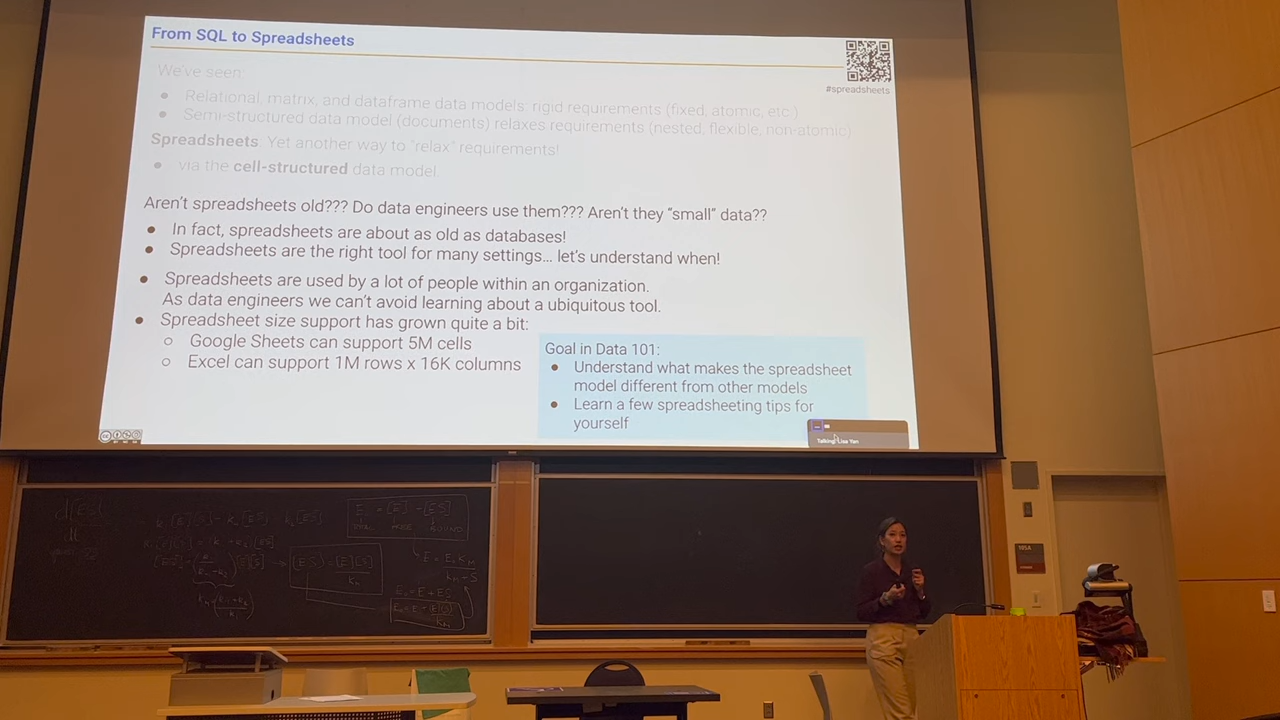 From SQL to Spreadsheets
#spreadsheets
We've seen:
• Relational, matrix, and dataframe data models: rigid requirements (fixed, atomic, etc.)
• Semi-structured data model (documents) relaxes requirements (nested, flexible, non-atomic)
Spreadsheets. Yet another way to "relax" requirements!
• via the cell-structured data model.
Aren't spreadsheets old??? Do data engineers use them??? Aren't they "small" data??
• In fact, spreadsheets are about as old as databases!
• Spreadsheets are the right tool for many settings... let's understand when!
• Spreadsheets are used by a lot of people within an organization.
As data engineers we can't avoid learning about a ubiquitous tool.
• Spreadsheet size support has grown quite a bit:
○ Google Sheets can support 5M cells
○ Excel can support 1M rows x 16K columns
Goal in Data 101:
• Understand what makes the spreadsheet
model different from other models
• Learn a few spreadsheeting tips for
yourself
Talking: Lisa Yan